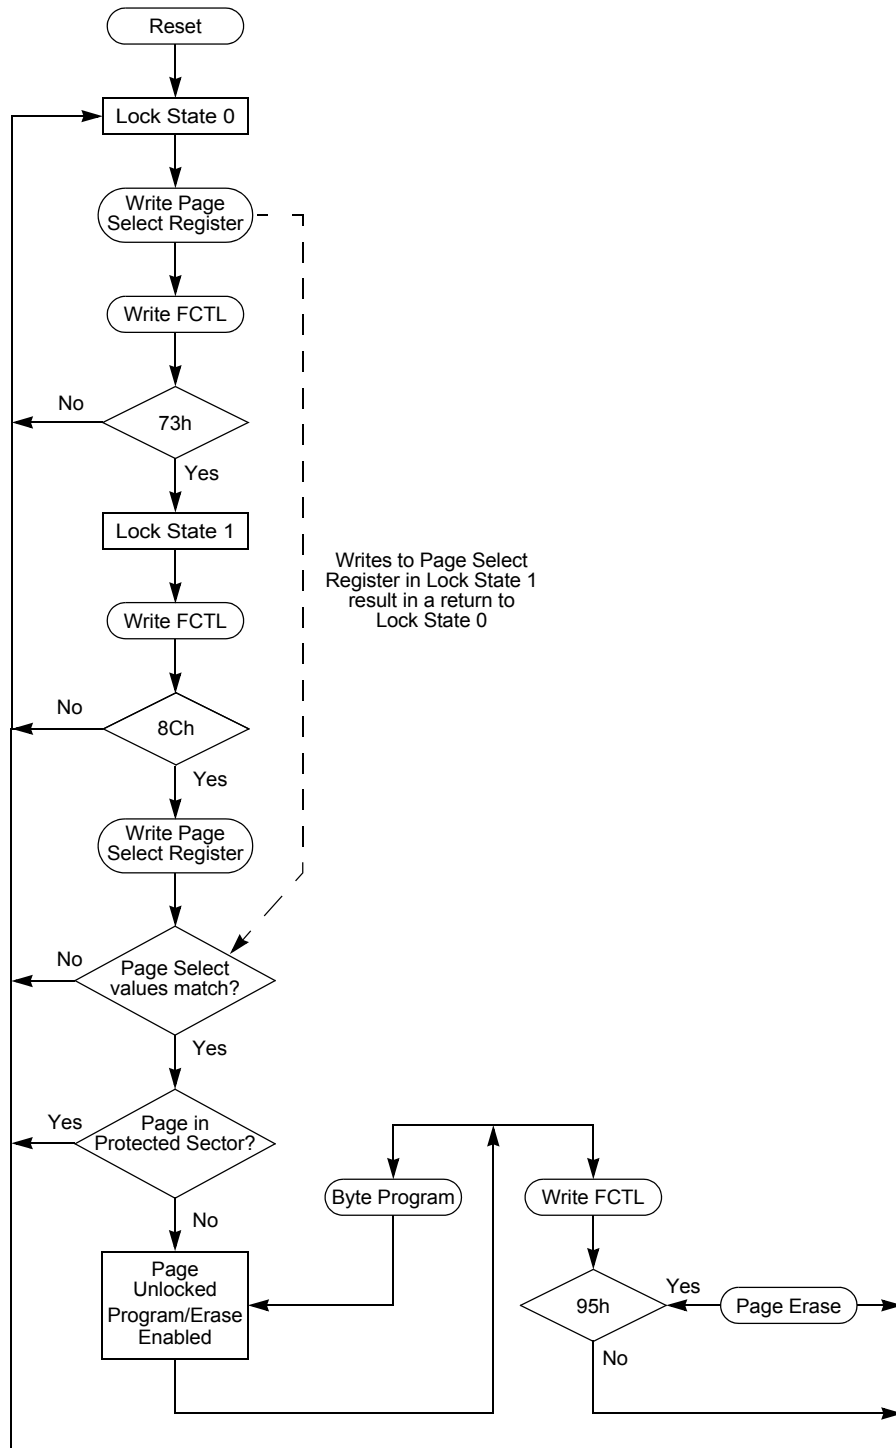 Reset
Lock State 0
Write Page
Select Register
Write FCTL
No
73h
Yes
Lock State 1
Writes to Page Select
Register in Lock State 1
result in a return to
Lock State 0
Write FCTL
No
8Ch
Yes
Write Page
Select Register
No
Page Select
values match?
Yes
Yes
Page in
Protected Sector?
No
Byte Program
Write FCTL
Page
Unlocked
Program/Erase
Enabled
95h
Yes
Page Erase
No